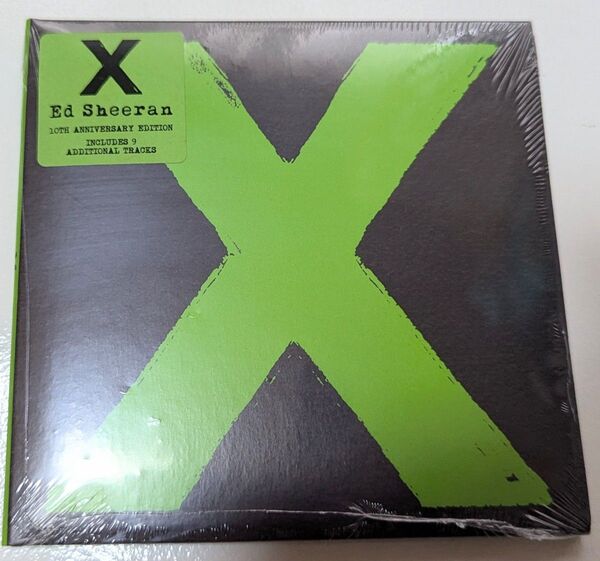 X
Ed Sheeran
10TH ANNIVERSARY EDITION
INCLUDES 9
ADDITIONAL TRACKS
X